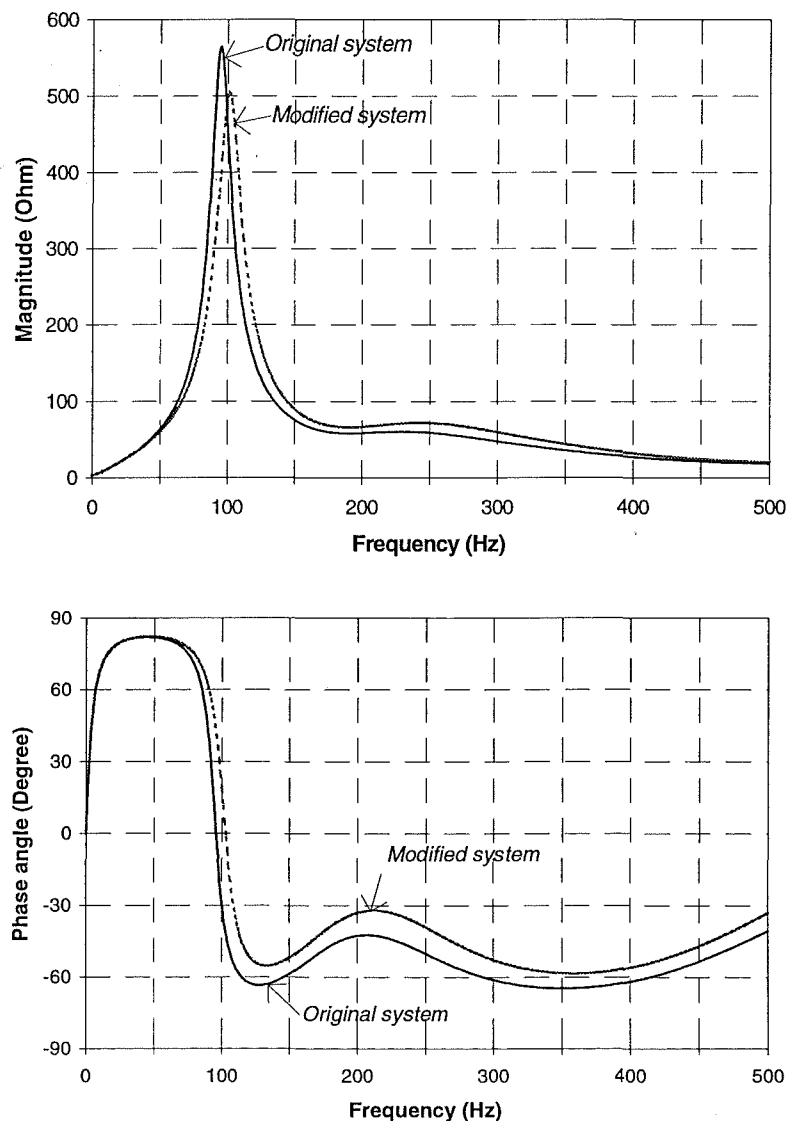 600
500
400
300
200
100
0
Magnitude (Ohm)
Original system
Modified system
0 100 200 300 400 500
Frequency (Hz)
90
60
30
0
-30
-60
-90
Phase angle (Degree)
Modified system
Original system
0 100 200 300 400 500
Frequency (Hz)